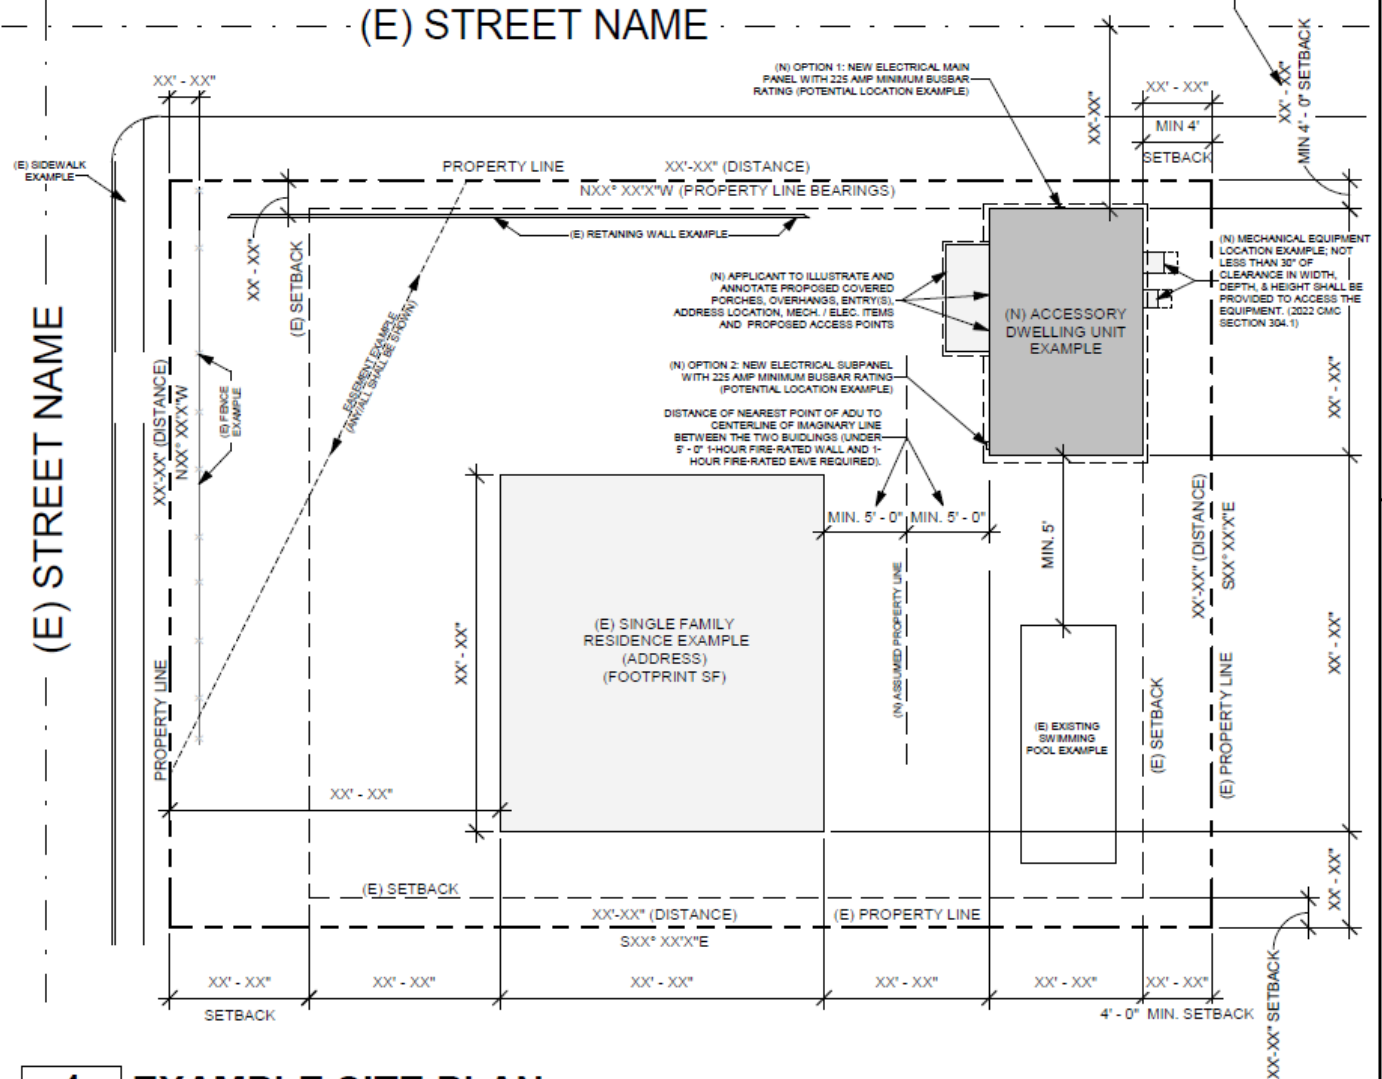 (E) STREET NAME
XX' - XX"
(N) OPTION 1: NEW ELECTRICAL MAIN
PANEL WITH 225 AMP MINIMUM BUSBAR
RATING (POTENTIAL LOCATION EXAMPLE)
XX'-XX"
XX' - XX"
MIN 4'
SETBACK
XX' - XX"
MIN 4' - 0" SETBACK
(E) SIDEWALK
EXAMPLE
PROPERTY LINE
XX'-XX" (DISTANCE)
NXX° XX'X"W (PROPERTY LINE BEARINGS)
(E) RETAINING WALL EXAMPLE
XX' - XX"
(E) SETBACK
(N) MECHANICAL EQUIPMENT
LOCATION EXAMPLE; NOT
LESS THAN 30" OF
CLEARANCE IN WIDTH,
DEPTH, & HEIGHT SHALL BE
PROVIDED TO ACCESS THE
EQUIPMENT. (2022 CMC
SECTION 304.1)
(N) APPLICANT TO ILLUSTRATE AND
ANNOTATE PROPOSED COVERED
PORCHES, OVERHANGS, ENTRY(S),
ADDRESS LOCATION, MECH. / ELEC. ITEMS
AND PROPOSED ACCESS POINTS
(N) ACCESSORY
DWELLING UNIT
EXAMPLE
EASEMENT EXAMPLE
(ANY/ALL SHALL BE SHOWN)
(E) STREET NAME
XX'-XX" (DISTANCE)
NXX° XX'X"W
(E) FENCE
EXAMPLE
(N) OPTION 2: NEW ELECTRICAL SUBPANEL
WITH 225 AMP MINIMUM BUSBAR RATING
(POTENTIAL LOCATION EXAMPLE)
DISTANCE OF NEAREST POINT OF ADU TO
CENTERLINE OF IMAGINARY LINE
BETWEEN THE TWO BUIDLINGS (UNDER
5' - 0" 1-HOUR FIRE-RATED WALL AND 1-
HOUR FIRE-RATED EAVE REQUIRED).
XX' - XX"
MIN. 5' - 0"
MIN. 5' - 0"
MIN. 5'
XX'-XX" (DISTANCE)
SXX° XX'X"E
(N) ASSUMED PROPERTY LINE
XX' - XX"
(E) SINGLE FAMILY
RESIDENCE EXAMPLE
(ADDRESS)
(FOOTPRINT SF)
XX' - XX"
PROPERTY LINE
(E) EXISTING
SWIMMING
POOL EXAMPLE
(E) SETBACK
(E) PROPERTY LINE
XX' - XX"
(E) SETBACK
XX' - XX"
XX'-XX" (DISTANCE)
(E) PROPERTY LINE
SXX° XX'X"E
XX' - XX"
XX' - XX"
XX' - XX"
XX' - XX"
XX' - XX"
XX' - XX"
SETBACK
4' - 0" MIN. SETBACK
XX'-XX" SETBACK